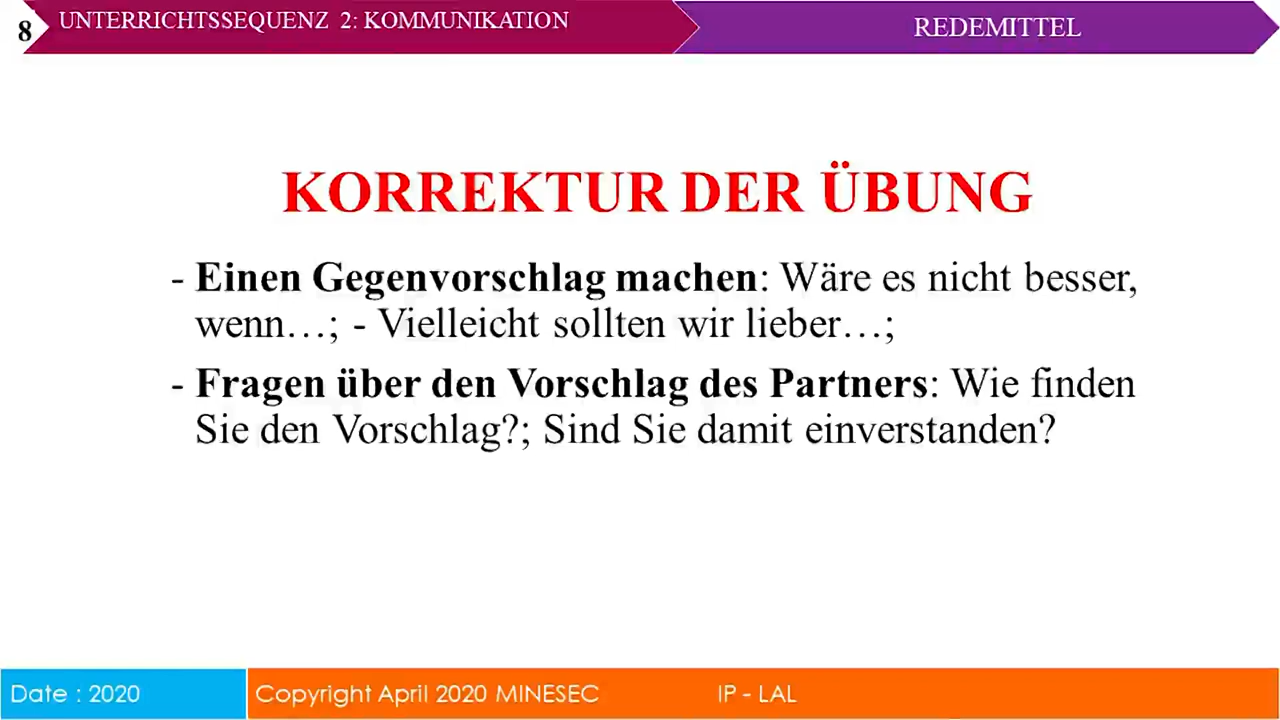 8
UNTERRICHTSSEQUENZ 2: KOMMUNIKATION
REDEMITTEL
KORREKTUR DER ÜBUNG
- Einen Gegenvorschlag machen: Wäre es nicht besser,
wenn…; - Vielleicht sollten wir lieber…;
- Fragen über den Vorschlag des Partners: Wie finden
Sie den Vorschlag?; Sind Sie damit einverstanden?
Date : 2020
Copyright April 2020 MINESEC
IP - LAL